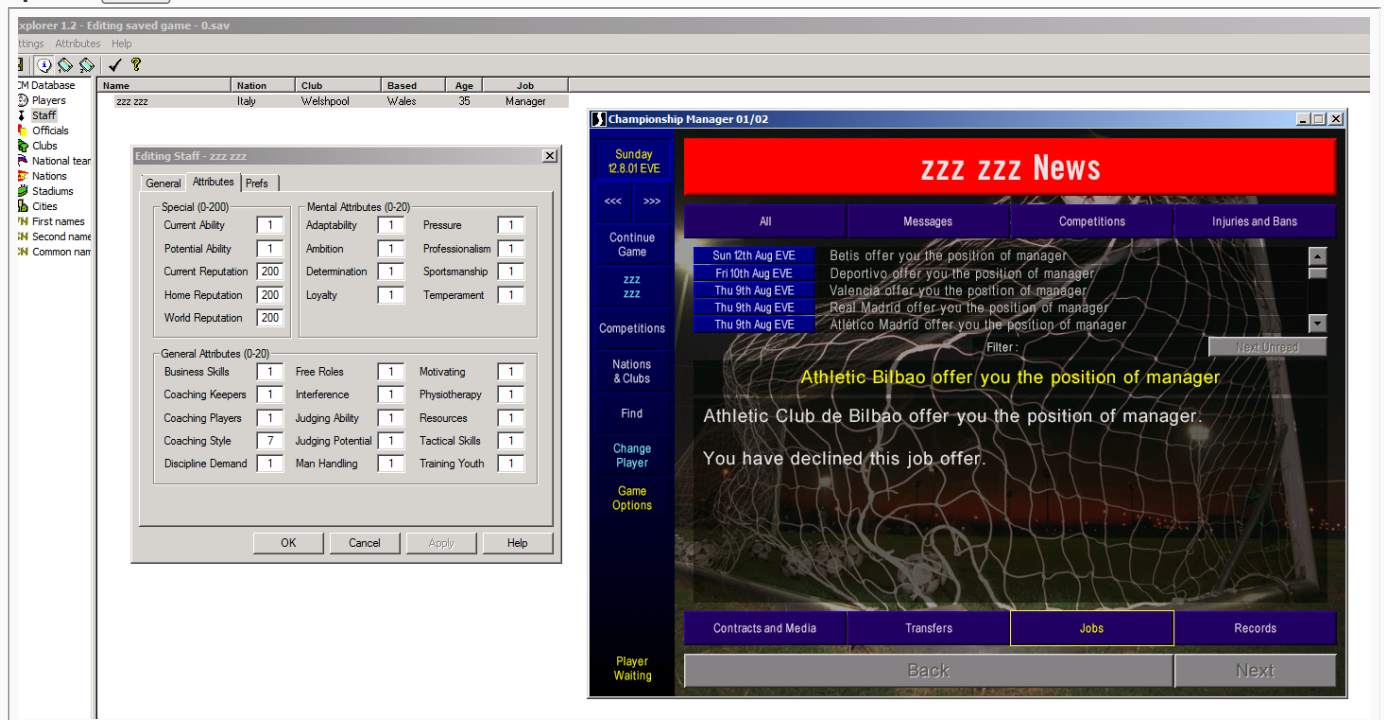 xplorer 1.2 - Editing saved game - 0.sav
ttings Attributes Help
CM Database
Players
Staff
Officials
Clubs
National tear
Nations
Stadiums
Cities
First names
Second name
Common nam
Name Nation Club Based Age Job
zzz zzz Italy Welshpool Wales 35 Manager
Editing Staff - zzz zzz
General Attributes Prefs
Special (0-200)
Current Ability 1
Potential Ability 1
Current Reputation 200
Home Reputation 200
World Reputation 200
Mental Attributes (0-20)
Adaptability 1 Pressure 1
Ambition 1 Professionalism 1
Determination 1 Sportsmanship 1
Loyalty 1 Temperament 1
General Attributes (0-20)
Business Skills 1 Free Roles 1 Motivating 1
Coaching Keepers 1 Interference 1 Physiotherapy 1
Coaching Players 1 Judging Ability 1 Resources 1
Coaching Style 7 Judging Potential 1 Tactical Skills 1
Discipline Demand 1 Man Handling 1 Training Youth 1
OK Cancel Apply Help
Championship Manager 01/02
Sunday
12.8.01 EVE
<<< >>>
Continue
Game
zzz
zzz
Competitions
Nations
& Clubs
Find
Change
Player
Game
Options
Player
Waiting
zzz zzz News
All Messages Competitions Injuries and Bans
Sun 12th Aug EVE Betis offer you the position of manager
Fri 10th Aug EVE Deportivo offer you the position of manager
Thu 9th Aug EVE Valencia offer you the position of manager
Thu 9th Aug EVE Real Madrid offer you the position of manager
Thu 9th Aug EVE Atlético Madrid offer you the position of manager
Filter : Next Unread
Athletic Bilbao offer you the position of manager
Athletic Club de Bilbao offer you the position of manager.
You have declined this job offer.
Contracts and Media Transfers Jobs Records
Back Next